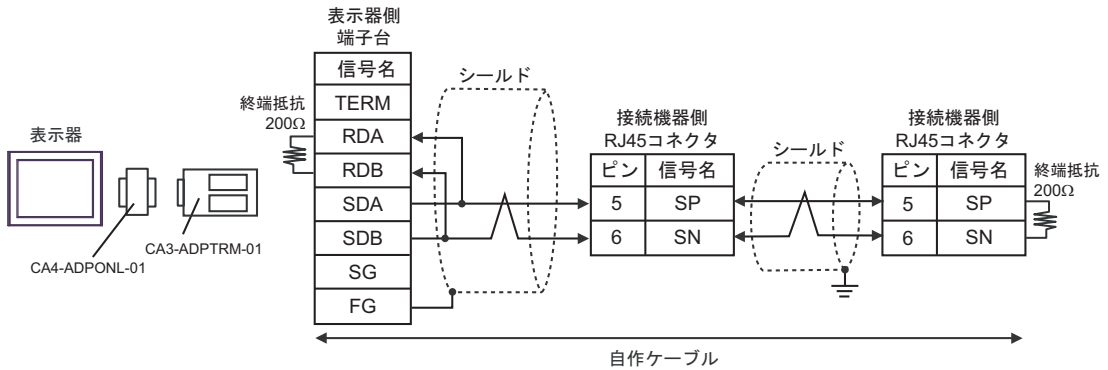 表示器側
端子台
信号名
TERM
RDA
RDB
SDA
SDB
SG
FG
終端抵抗
200Ω
表示器
CA4-ADPONL-01
CA3-ADPTRM-01
シールド
接続機器側
RJ45コネクタ
ピン 信号名
5 SP
6 SN
シールド
接続機器側
RJ45コネクタ
ピン 信号名
5 SP
6 SN
終端抵抗
200Ω
自作ケーブル